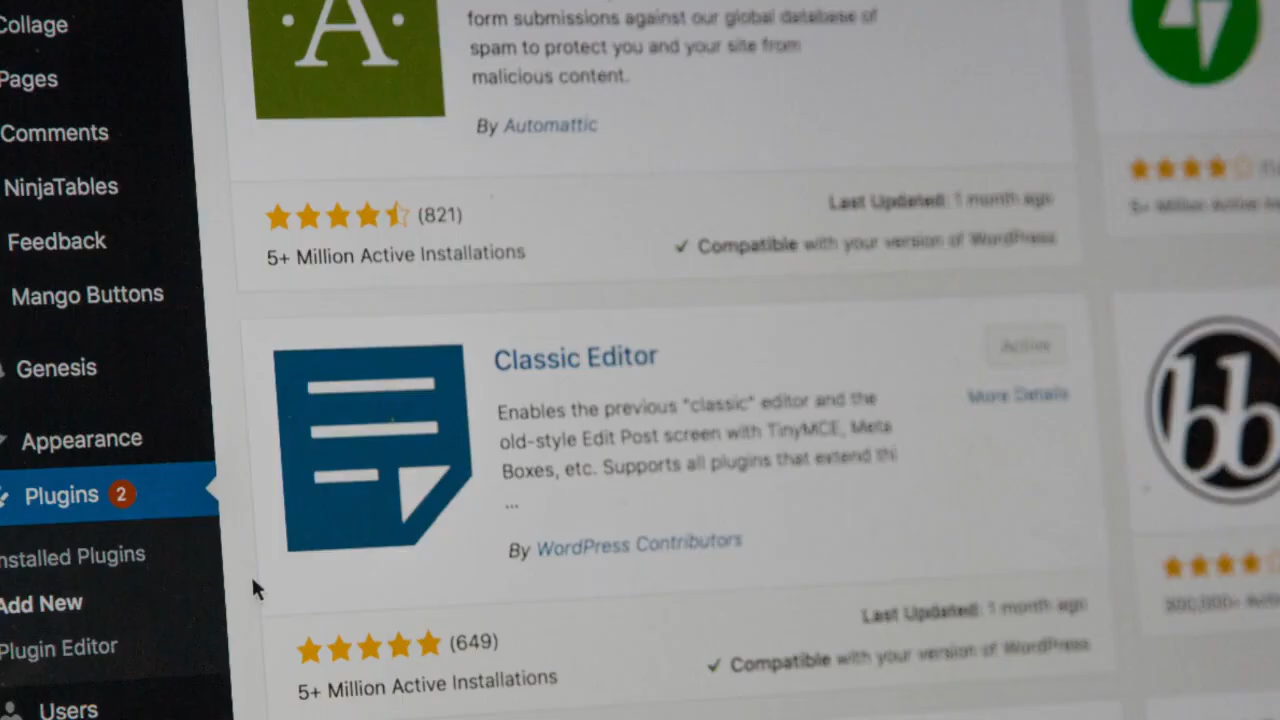 Collage
Pages
Comments
NinjaTables
Feedback
Mango Buttons
Genesis
Appearance
Plugins 2
Installed Plugins
Add New
Plugin Editor
Users
A
form submissions against our global database of
spam to protect you and your site from
malicious content.
By Automattic
(821)
5+ Million Active Installations
Last Updated: 1 month ago
✓ Compatible with your version of WordPress
Classic Editor
Active
More Details
Enables the previous "classic" editor and the
old-style Edit Post screen with TinyMCE, Meta
Boxes, etc. Supports all plugins that extend thi
...
By WordPress Contributors
(649)
5+ Million Active Installations
Last Updated: 1 month ago
✓ Compatible with your version of WordPress
5+ Million Active
bb